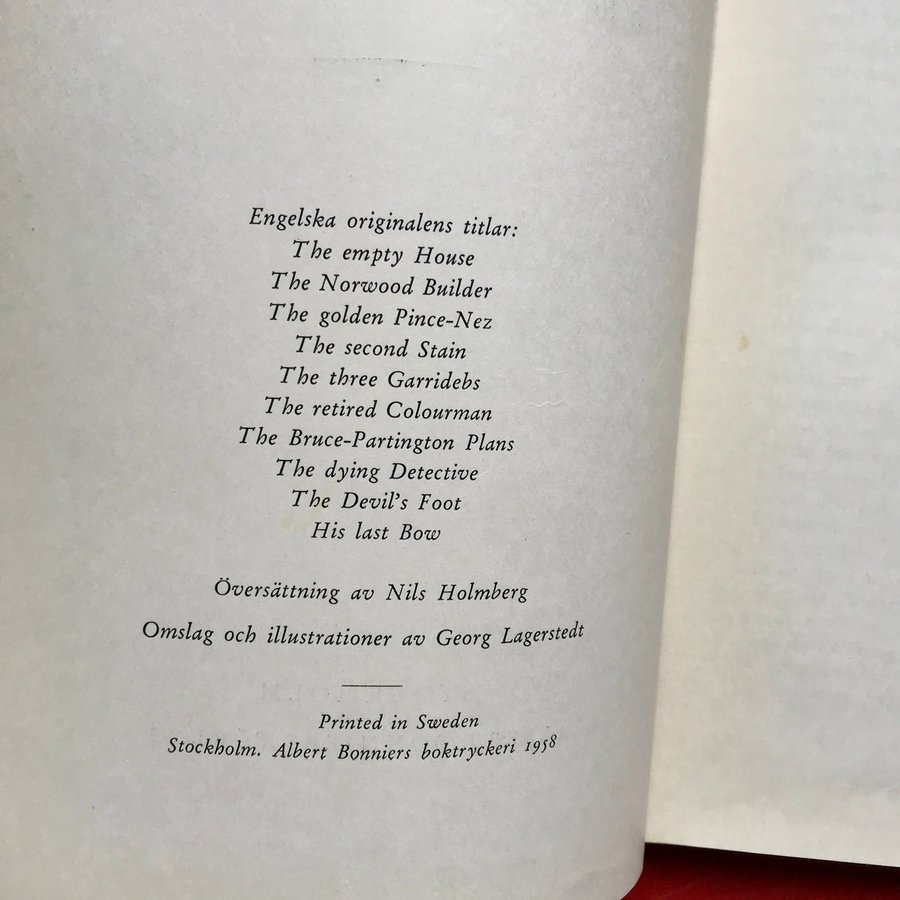 Engelska originalens titlar:
The empty House
The Norwood Builder
The golden Pince-Nez
The second Stain
The three Garridebs
The retired Colourman
The Bruce-Partington Plans
The dying Detective
The Devil's Foot
His last Bow
Översättning av Nils Holmberg
Omslag och illustrationer av Georg Lagerstedt
Printed in Sweden
Stockholm. Albert Bonniers boktryckeri 1958